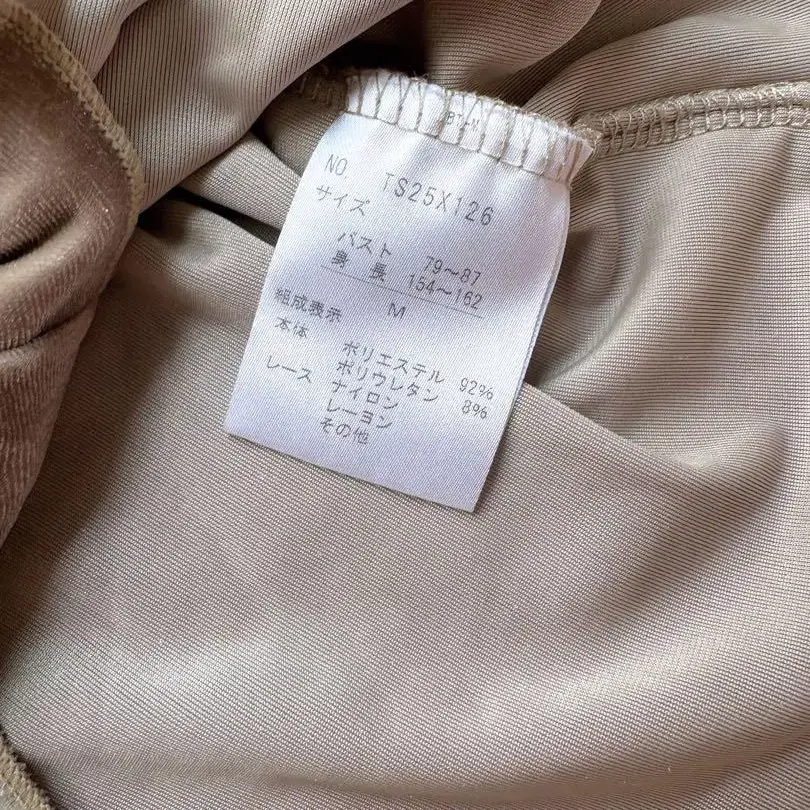 NO. TS25X126
サイズ
バスト 79〜87
身長 154〜162
M
組成表示
本体 ポリエステル 92%
ポリウレタン 8%
レース ナイロン
レーヨン
その他